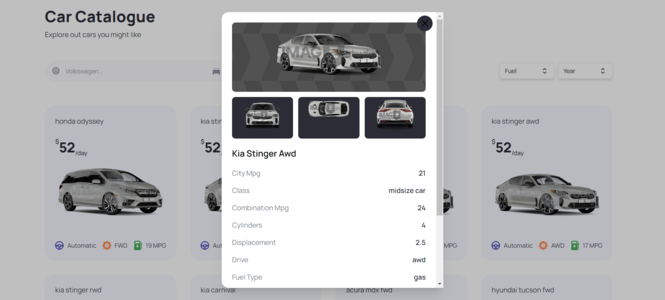 Car Catalogue
Explore out cars you might like
Volkswagen...
Fuel
Year
honda odyssey
$52/day
Automatic
FWD
19 MPG
kia stin
$52
Au
Kia Stinger Awd
City Mpg 21
Class midsize car
Combination Mpg 24
Cylinders 4
Displacement 2.5
Drive awd
Fuel Type gas
MPG
kia stinger awd
$52/day
Automatic
AWD
17 MPG
kia stinger rwd
kia carnival
acura mdx fwd
hyundai tucson fwd